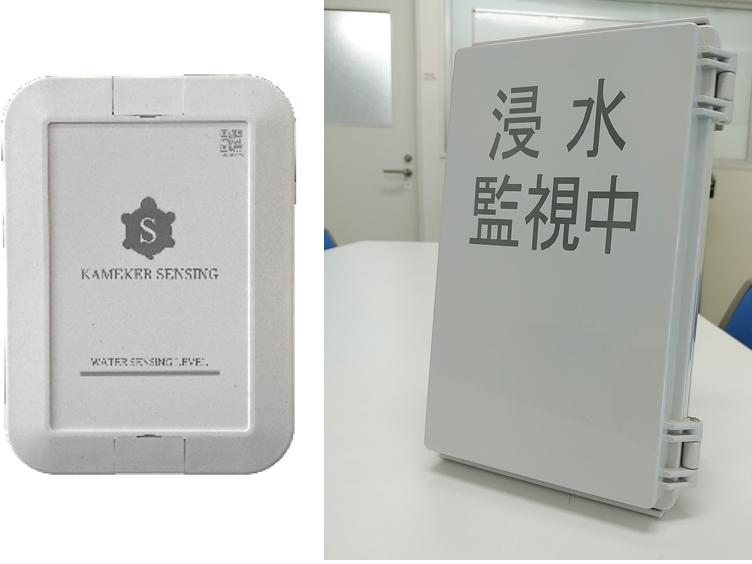 S
KAMEKER SENSING
WATER SENSING LEVEL
浸水
監視中